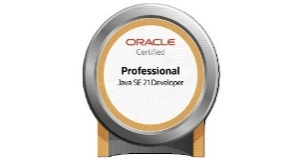 ORACLE
Certified
Professional
Java SE 21 Developer